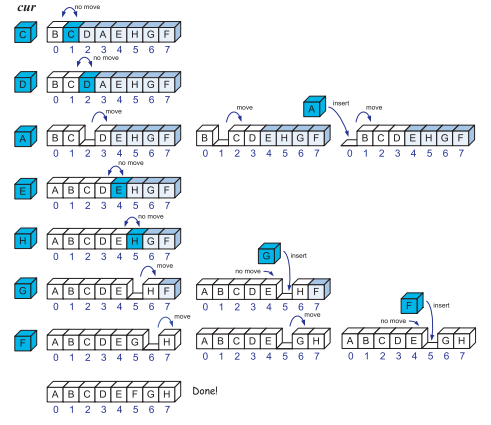 cur
no move
C B C D A E H G F
0 1 2 3 4 5 6 7
no move
D B C D A E H G F
0 1 2 3 4 5 6 7
move move A insert move
A B C D E H G F B C D E H G F B C D E H G F
0 1 2 3 4 5 6 7 0 1 2 3 4 5 6 7 0 1 2 3 4 5 6 7
no move
E A B C D E H G F
0 1 2 3 4 5 6 7
no move
H A B C D E H G F
0 1 2 3 4 5 6 7
move G no move insert
G A B C D E H F A B C D E H F
0 1 2 3 4 5 6 7 0 1 2 3 4 5 6 7
move move F no move insert
F A B C D E G H A B C D E G H A B C D E G H
0 1 2 3 4 5 6 7 0 1 2 3 4 5 6 7 0 1 2 3 4 5 6 7
A B C D E F G H Done!
0 1 2 3 4 5 6 7